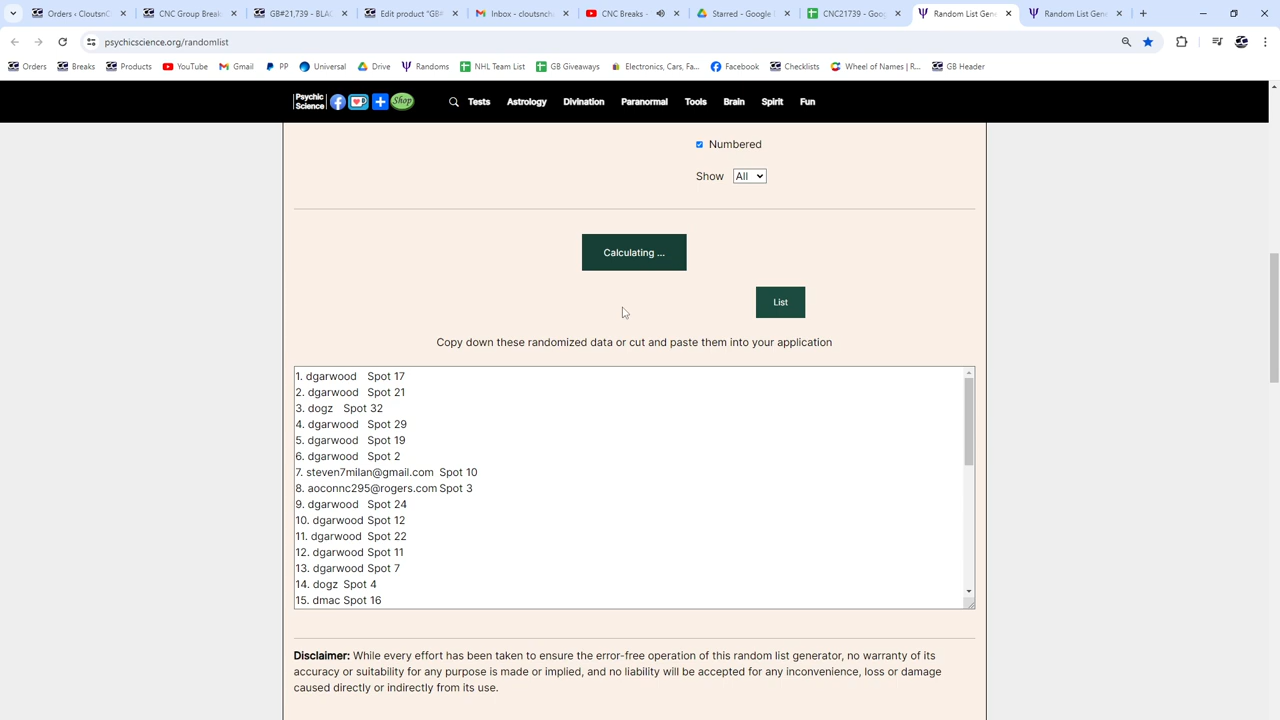 Orders ‹ CloutsnC
CNC Group Break
GB#21,739 - BLAC
Edit product "GB#
Inbox - cloutsnch
CNC Breaks -
Starred - Google
CNC21739 - Goo
Random List Gene
Random List Gene
psychicscience.org/randomlist
Orders
Breaks
Products
YouTube
Gmail
PP
Universal
Drive
Randoms
NHL Team List
GB Giveaways
Electronics, Cars, Fa...
Facebook
Checklists
Wheel of Names | R...
GB Header
Psychic
Science
Shop
Tests
Astrology
Divination
Paranormal
Tools
Brain
Spirit
Fun
Numbered
Show All
Calculating ...
List
Copy down these randomized data or cut and paste them into your application
1. dgarwood Spot 17
2. dgarwood Spot 21
3. dogz Spot 32
4. dgarwood Spot 29
5. dgarwood Spot 19
6. dgarwood Spot 2
7. steven7milan@gmail.com Spot 10
8. aoconnc295@rogers.com Spot 3
9. dgarwood Spot 24
10. dgarwood Spot 12
11. dgarwood Spot 22
12. dgarwood Spot 11
13. dgarwood Spot 7
14. dogz Spot 4
15. dmac Spot 16
Disclaimer: While every effort has been taken to ensure the error-free operation of this random list generator, no warranty of its
accuracy or suitability for any purpose is made or implied, and no liability will be accepted for any inconvenience, loss or damage
caused directly or indirectly from its use.